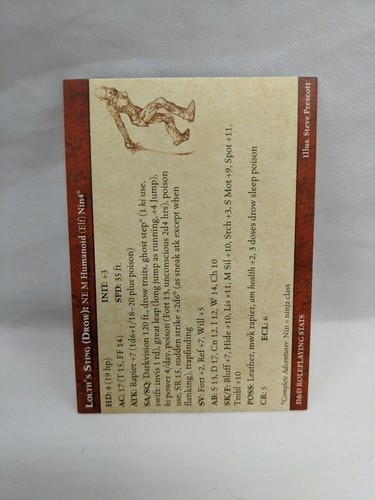 LOLTH'S STING (DROW): NE M Humanoid (Elf) Nin4*
HD: 4 (19 hp)
INIT: +3
AC: 17 (T 15, FF 14)
SPD: 35 ft.
ATK: Rapier +7 (1d6+1/18–20 plus poison)
SA/SQ: Darkvision 120 ft., drow traits, ghost step* (1 ki use,
swift: invis 1 rd), great leap (long jump as running, +4 Jump),
ki power 4/day, poison (Fort 13, unconscious 2d4 hrs), poison
use, SR 15, sudden strike +2d6* (as sneak atk except when
flanking), trapfinding
SV: Fort +2, Ref +7, Will +5
AB: S 13, D 17, Cn 12, I 12, W 14, Ch 10
SK/F: Bluff +7, Hide +10, Lis +11, M Sil +10, Srch +3, S Mot +9, Spot +11,
Tmbl +10
POSS: Leather, mwk rapier, am health +2, 3 doses drow sleep poison
CR: 5
ECL: 6
*Complete Adventurer: Nin = ninja class
D&D ROLEPLAYING STATS
Illus. Steve Prescott